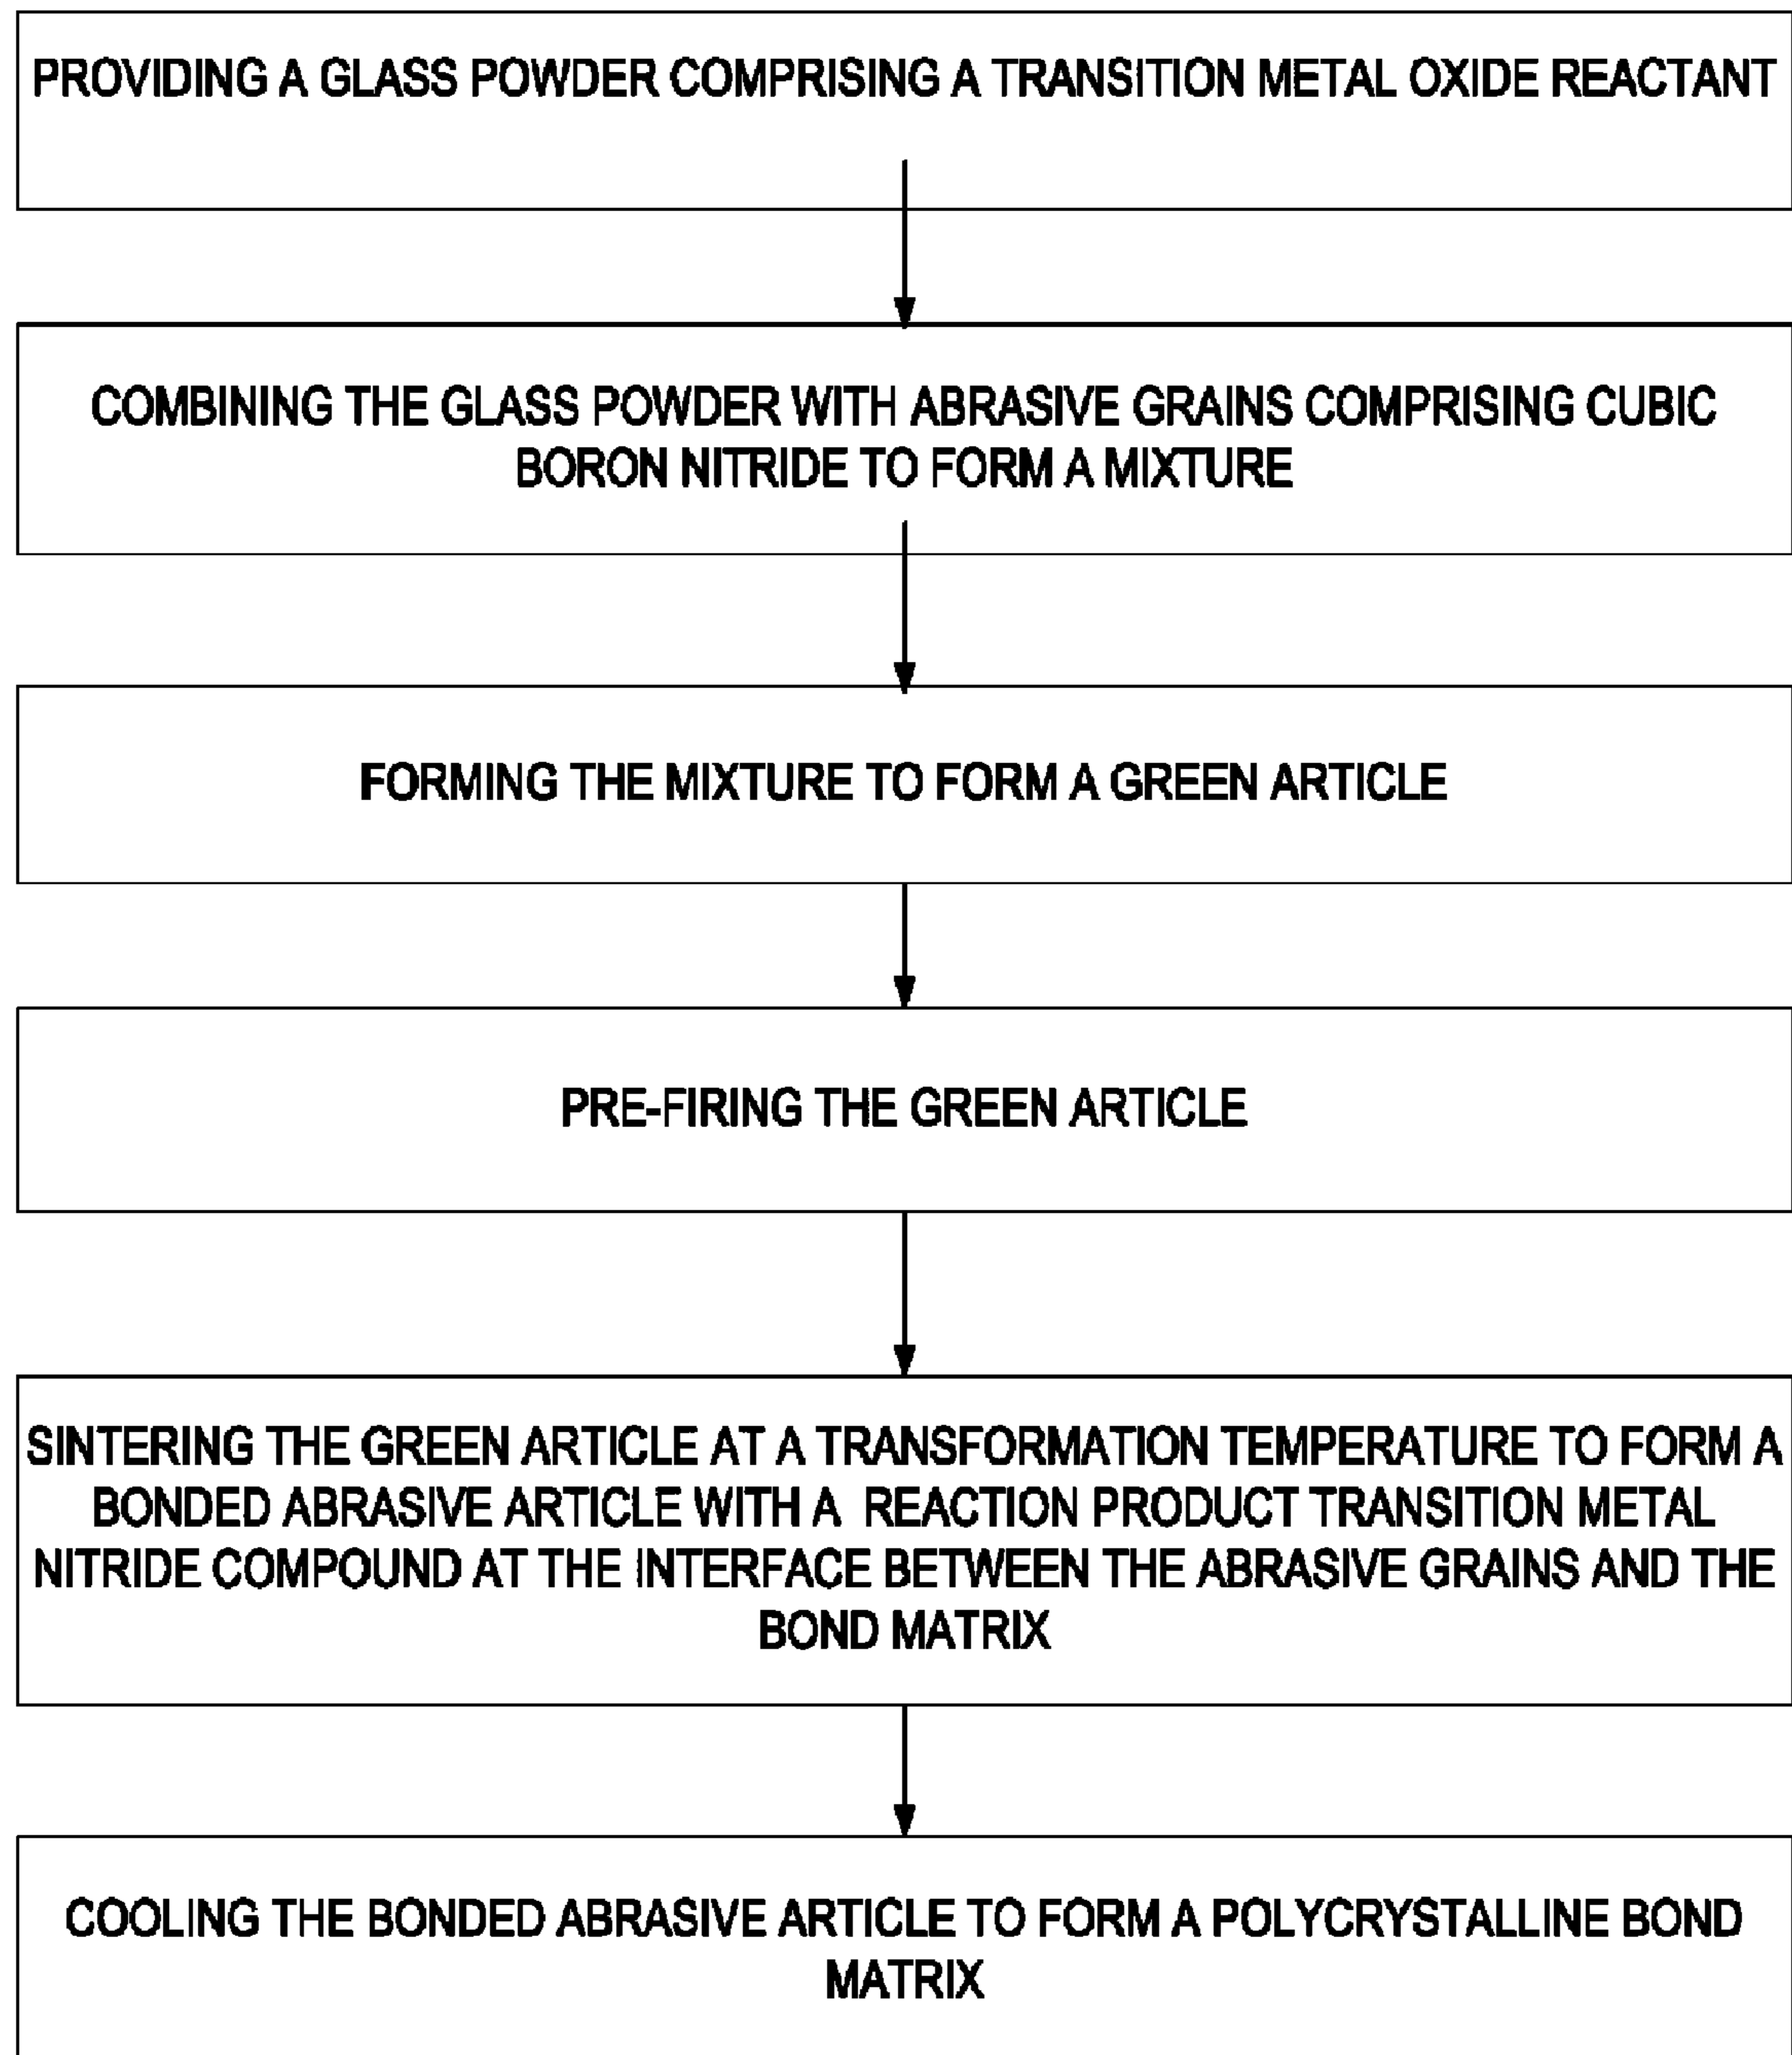 PROVIDING A GLASS POWDER COMPRISING A TRANSITION METAL OXIDE REACTANT
COMBINING THE GLASS POWDER WITH ABRASIVE GRAINS COMPRISING CUBIC
BORON NITRIDE TO FORM A MIXTURE
FORMING THE MIXTURE TO FORM A GREEN ARTICLE
PRE-FIRING THE GREEN ARTICLE
SINTERING THE GREEN ARTICLE AT A TRANSFORMATION TEMPERATURE TO FORM A
BONDED ABRASIVE ARTICLE WITH A REACTION PRODUCT TRANSITION METAL
NITRIDE COMPOUND AT THE INTERFACE BETWEEN THE ABRASIVE GRAINS AND THE
BOND MATRIX
COOLING THE BONDED ABRASIVE ARTICLE TO FORM A POLYCRYSTALLINE BOND
MATRIX